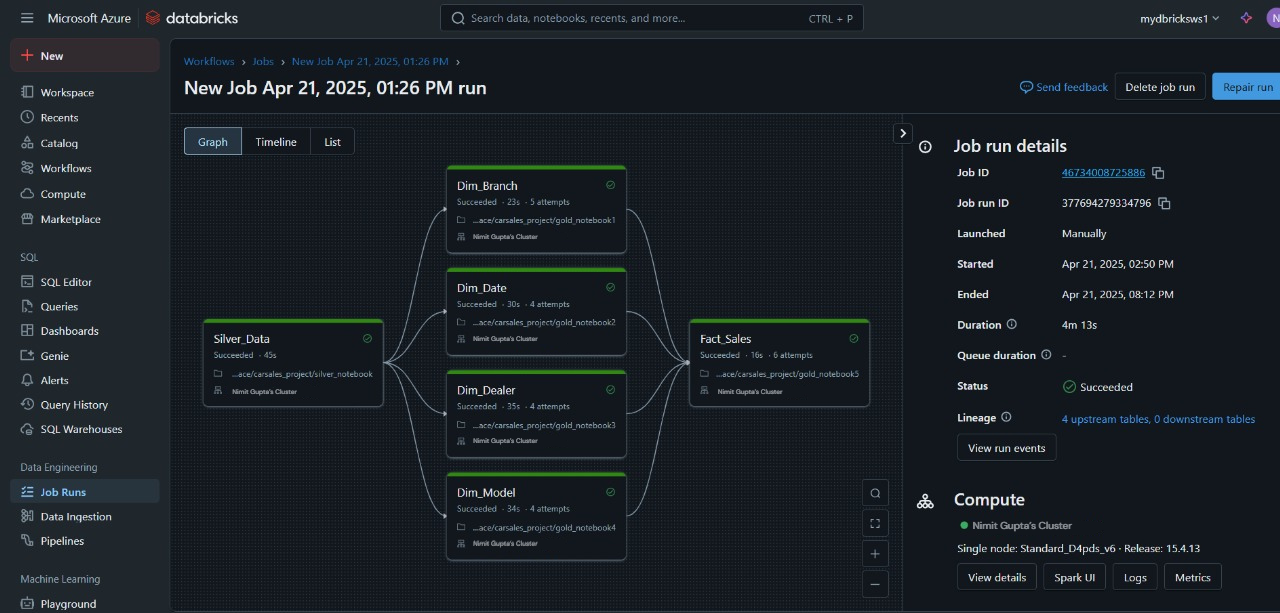 Microsoft Azure databricks
Search data, notebooks, recents, and more... CTRL + P
mydbricksws1
N
New
Workspace
Recents
Catalog
Workflows
Compute
Marketplace
SQL
SQL Editor
Queries
Dashboards
Genie
Alerts
Query History
SQL Warehouses
Data Engineering
Job Runs
Data Ingestion
Pipelines
Machine Learning
Playground
Workflows > Jobs > New Job Apr 21, 2025, 01:26 PM >
New Job Apr 21, 2025, 01:26 PM run
Send feedback
Delete job run
Repair run
Graph Timeline List
Silver_Data
Succeeded · 45s
...ace/carsales_project/silver_notebook
Nimit Gupta's Cluster
Dim_Branch
Succeeded · 23s · 5 attempts
...ace/carsales_project/gold_notebook1
Nimit Gupta's Cluster
Dim_Date
Succeeded · 30s · 4 attempts
...ace/carsales_project/gold_notebook2
Nimit Gupta's Cluster
Dim_Dealer
Succeeded · 35s · 4 attempts
...ace/carsales_project/gold_notebook3
Nimit Gupta's Cluster
Dim_Model
Succeeded · 34s · 4 attempts
...ace/carsales_project/gold_notebook4
Nimit Gupta's Cluster
Fact_Sales
Succeeded · 16s · 6 attempts
...ace/carsales_project/gold_notebook5
Nimit Gupta's Cluster
Job run details
Job ID 46734008725886
Job run ID 377694279334796
Launched Manually
Started Apr 21, 2025, 02:50 PM
Ended Apr 21, 2025, 08:12 PM
Duration 4m 13s
Queue duration -
Status Succeeded
Lineage 4 upstream tables, 0 downstream tables
View run events
Compute
Nimit Gupta's Cluster
Single node: Standard_D4pds_v6 · Release: 15.4.13
View details Spark UI Logs Metrics